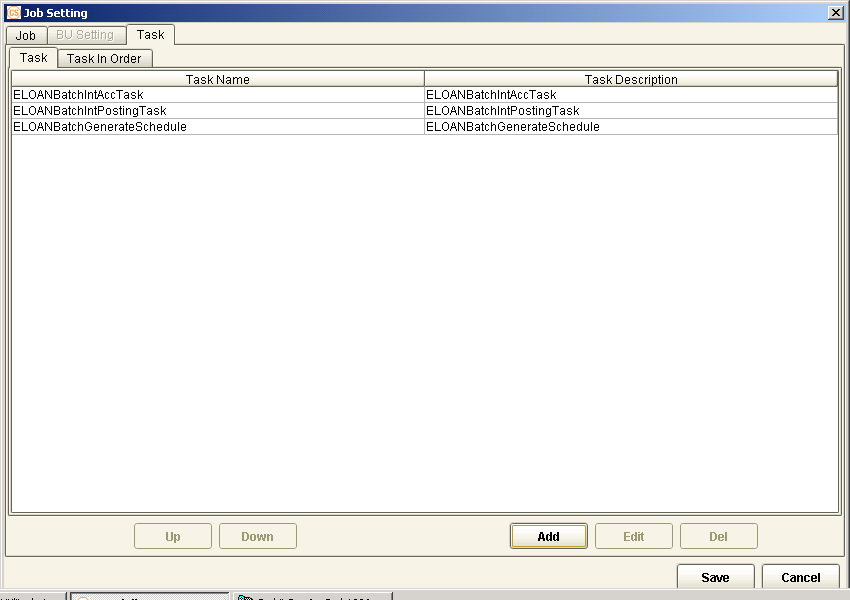 CS Job Setting
Job BU Setting Task
Task Task In Order
Task Name Task Description
ELOANBatchIntAccTask ELOANBatchIntAccTask
ELOANBatchIntPostingTask ELOANBatchIntPostingTask
ELOANBatchGenerateSchedule ELOANBatchGenerateSchedule
Up Down Add Edit Del
Save Cancel